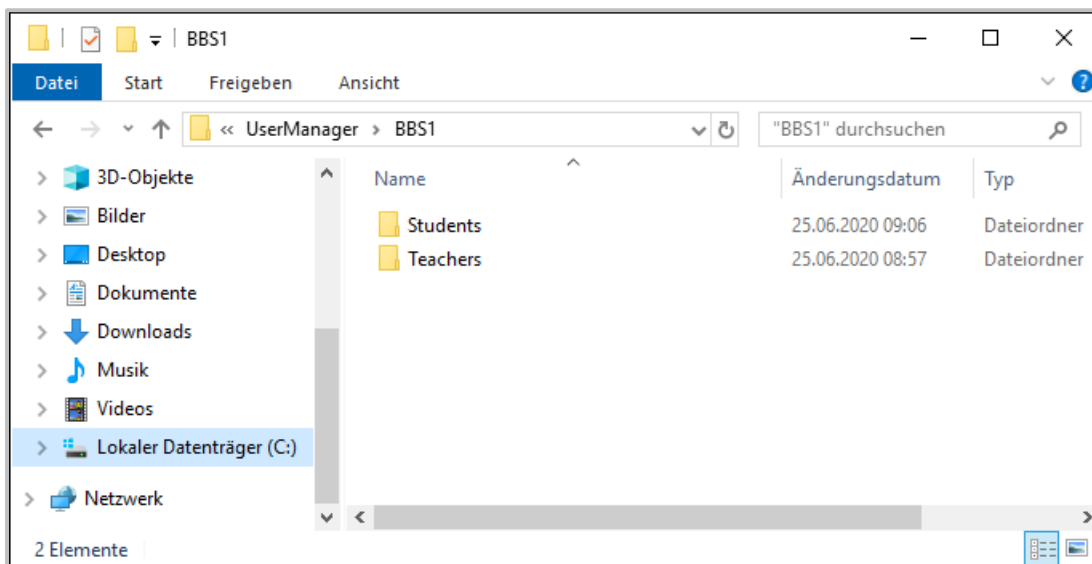 BBS1
Datei Start Freigeben Ansicht
« UserManager > BBS1 "BBS1" durchsuchen
3D-Objekte
Bilder
Desktop
Dokumente
Downloads
Musik
Videos
Lokaler Datenträger (C:)
Netzwerk
Name Änderungsdatum Typ
Students 25.06.2020 09:06 Dateiordner
Teachers 25.06.2020 08:57 Dateiordner
2 Elemente